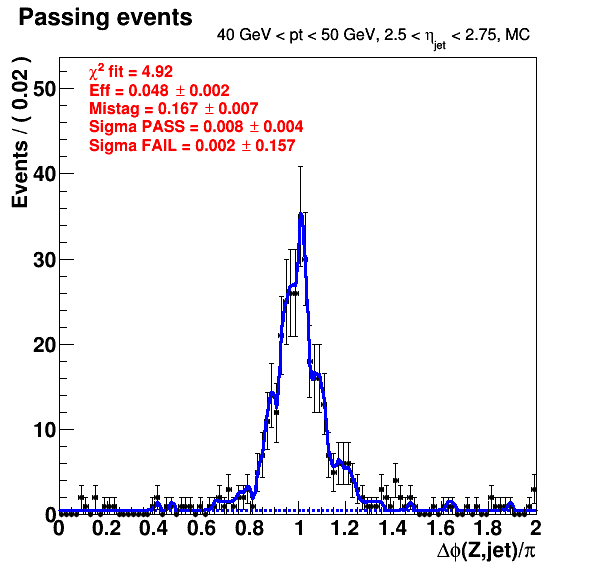 Passing events
40 GeV < pt < 50 GeV, 2.5 < η_jet < 2.75, MC
χ² fit = 4.92
Eff = 0.048 ± 0.002
Mistag = 0.167 ± 0.007
Sigma PASS = 0.008 ± 0.004
Sigma FAIL = 0.002 ± 0.157
Events / ( 0.02 )
50
40
30
20
10
0
0 0.2 0.4 0.6 0.8 1 1.2 1.4 1.6 1.8 2
Δϕ(Z,jet)/π